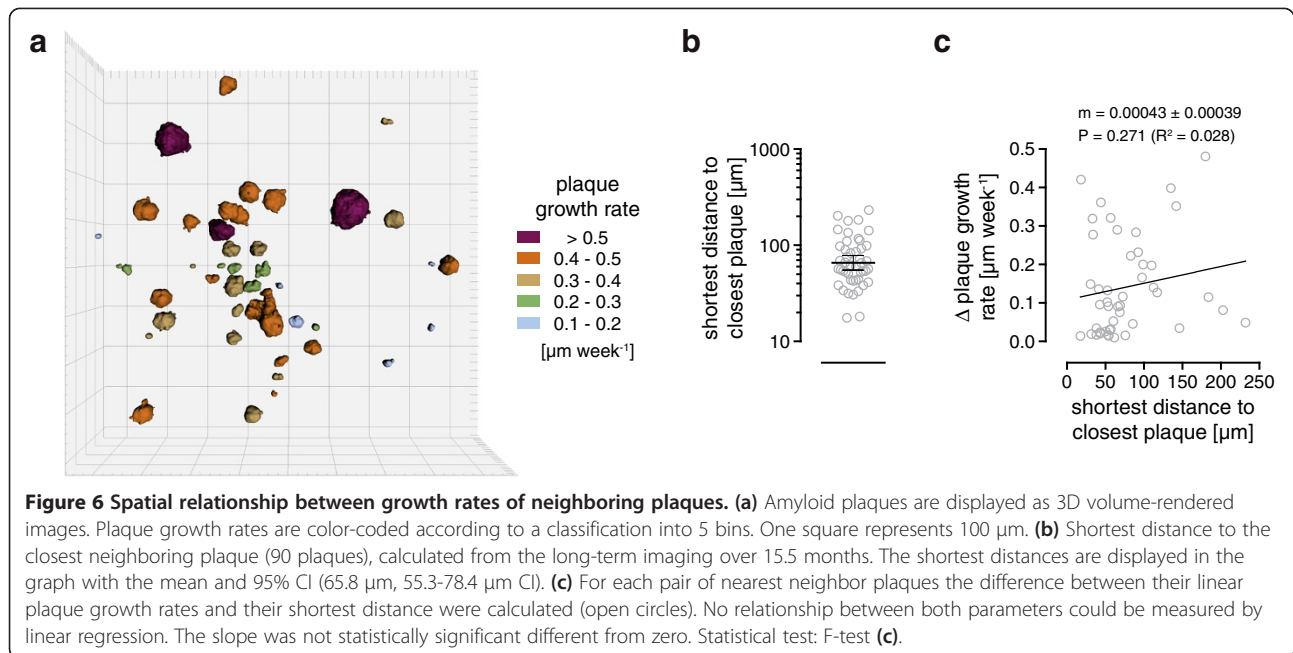 a
plaque
growth rate
> 0.5
0.4 - 0.5
0.3 - 0.4
0.2 - 0.3
0.1 - 0.2
[µm week⁻¹]
b
shortest distance to
closest plaque [µm]
1000
100
10
c
m = 0.00043 ± 0.00039
P = 0.271 (R² = 0.028)
Δ plaque growth
rate [µm week⁻¹]
0.5
0.4
0.3
0.2
0.1
0.0
0 50 100 150 200 250
shortest distance to
closest plaque [µm]
Figure 6 Spatial relationship between growth rates of neighboring plaques. (a) Amyloid plaques are displayed as 3D volume-rendered
images. Plaque growth rates are color-coded according to a classification into 5 bins. One square represents 100 µm. (b) Shortest distance to the
closest neighboring plaque (90 plaques), calculated from the long-term imaging over 15.5 months. The shortest distances are displayed in the
graph with the mean and 95% CI (65.8 µm, 55.3-78.4 µm CI). (c) For each pair of nearest neighbor plaques the difference between their linear
plaque growth rates and their shortest distance were calculated (open circles). No relationship between both parameters could be measured by
linear regression. The slope was not statistically significant different from zero. Statistical test: F-test (c).